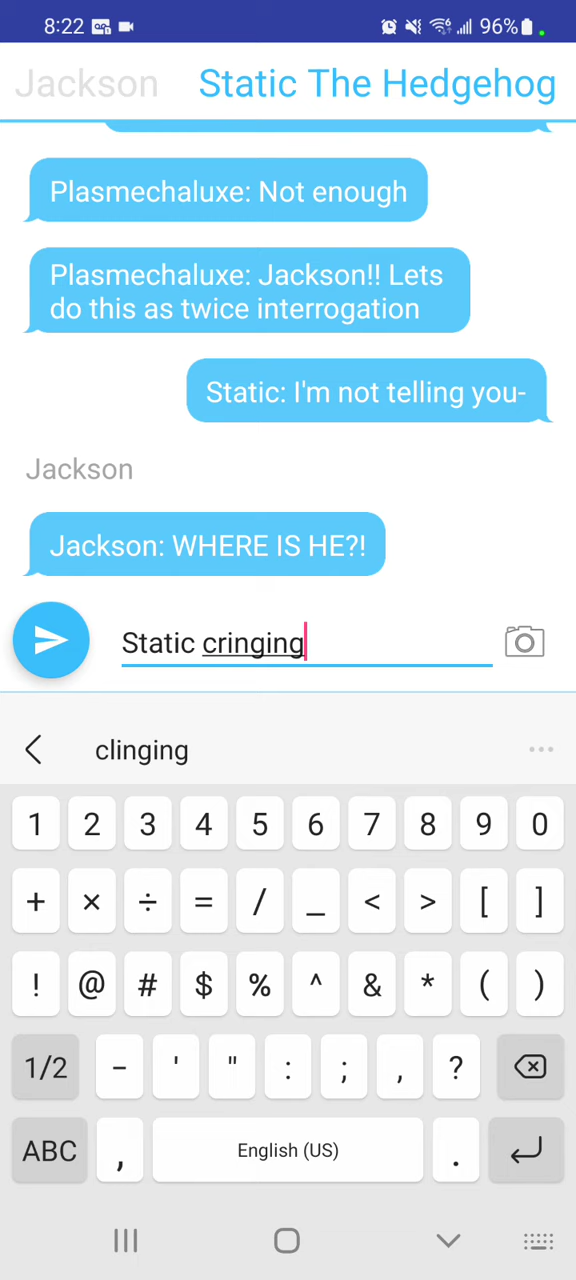 8:22 96%
Jackson Static The Hedgehog
Plasmechaluxe: Not enough
Plasmechaluxe: Jackson!! Lets
do this as twice interrogation
Static: I'm not telling you-
Jackson
Jackson: WHERE IS HE?!
Static cringing
clinging
1 2 3 4 5 6 7 8 9 0
+ × ÷ = / _ < > [ ]
! @ # $ % ^ & * ( )
1/2 - ' " : ; , ?
ABC , English (US) .